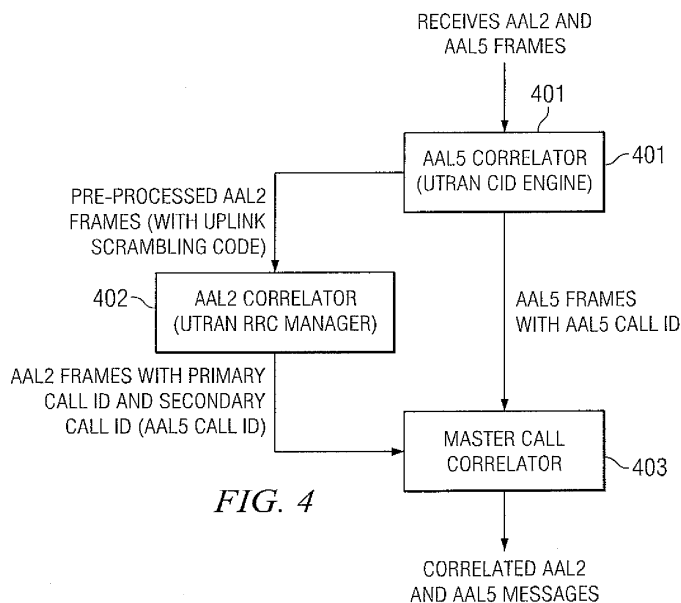 RECEIVES AAL2 AND
AAL5 FRAMES
401
AAL5 CORRELATOR
(UTRAN CID ENGINE)
401
PRE-PROCESSED AAL2
FRAMES (WITH UPLINK
SCRAMBLING CODE)
402
AAL2 CORRELATOR
(UTRAN RRC MANAGER)
AAL5 FRAMES
WITH AAL5 CALL ID
AAL2 FRAMES WITH PRIMARY
CALL ID AND SECONDARY
CALL ID (AAL5 CALL ID)
MASTER CALL
CORRELATOR
403
FIG. 4
CORRELATED AAL2
AND AAL5 MESSAGES